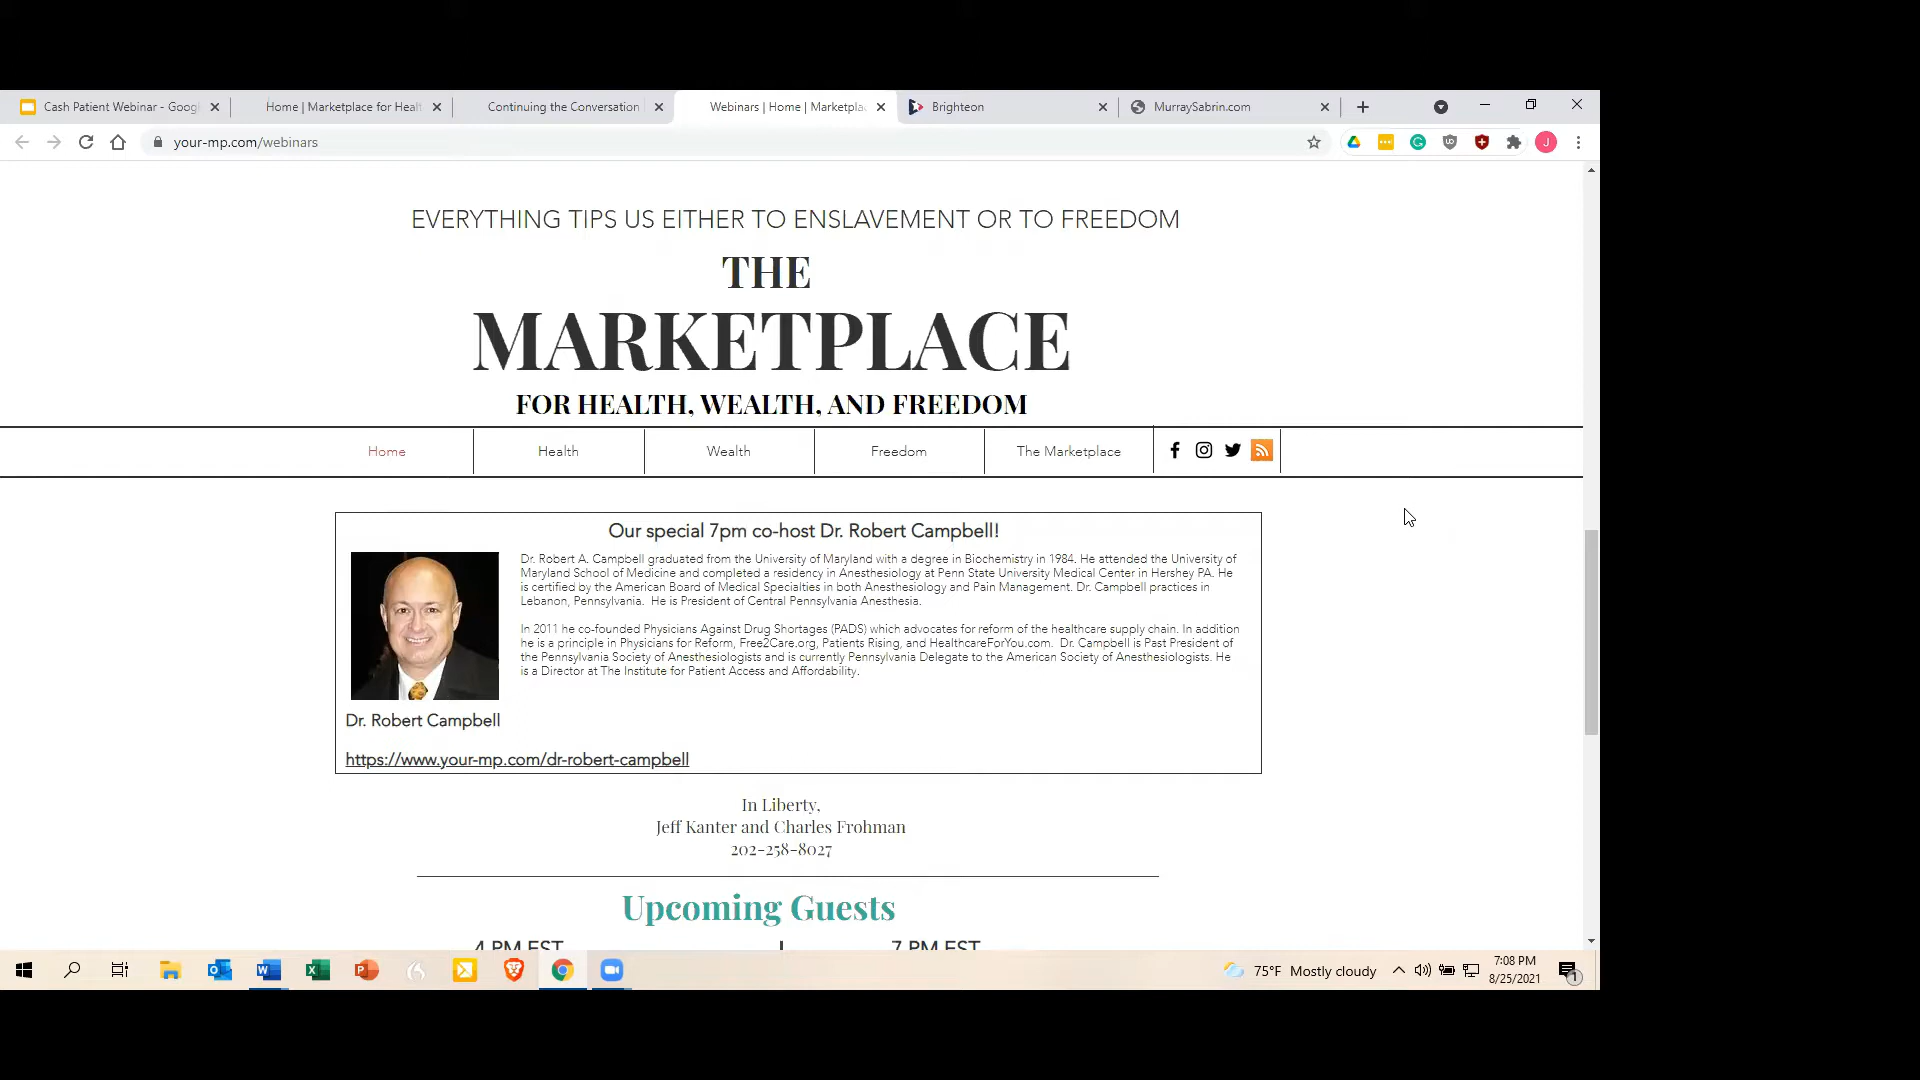 Cash Patient Webinar - Goog
Home | Marketplace for Heal
Continuing the Conversation
Webinars | Home | Marketpla
Brighteon
MurraySabrin.com
your-mp.com/webinars
J
EVERYTHING TIPS US EITHER TO ENSLAVEMENT OR TO FREEDOM
THE
MARKETPLACE
FOR HEALTH, WEALTH, AND FREEDOM
Home
Health
Wealth
Freedom
The Marketplace
Our special 7pm co-host Dr. Robert Campbell!
Dr. Robert A. Campbell graduated from the University of Maryland with a degree in Biochemistry in 1984. He attended the University of
Maryland School of Medicine and completed a residency in Anesthesiology at Penn State University Medical Center in Hershey PA. He
is certified by the American Board of Medical Specialties in both Anesthesiology and Pain Management. Dr. Campbell practices in
Lebanon, Pennsylvania. He is President of Central Pennsylvania Anesthesia.
In 2011 he co-founded Physicians Against Drug Shortages (PADS) which advocates for reform of the healthcare supply chain. In addition
he is a principle in Physicians for Reform, Free2Care.org, Patients Rising, and HealthcareForYou.com. Dr. Campbell is Past President of
the Pennsylvania Society of Anesthesiologists and is currently Pennsylvania Delegate to the American Society of Anesthesiologists. He
is a Director at The Institute for Patient Access and Affordability.
Dr. Robert Campbell
https://www.your-mp.com/dr-robert-campbell
In Liberty,
Jeff Kanter and Charles Frohman
202-258-8027
Upcoming Guests
4 PM EST
7 PM EST
75°F Mostly cloudy
7:08 PM
8/25/2021
1